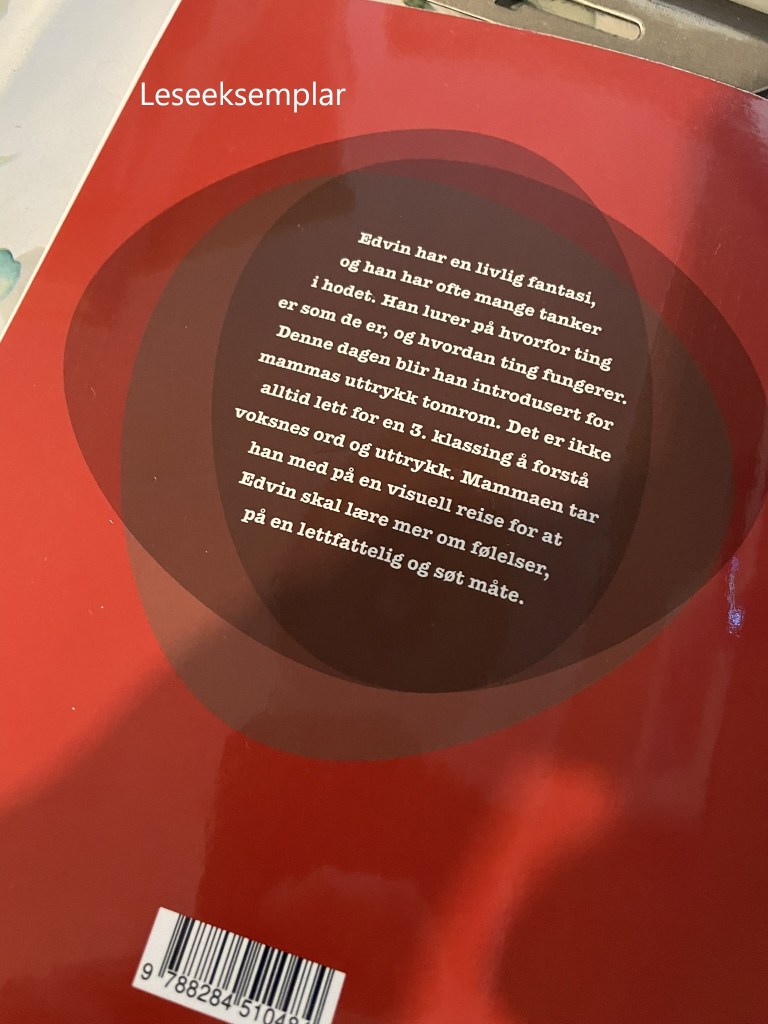 Leseeksemplar
Edvin har en livlig fantasi,
og han har ofte mange tanker
i hodet. Han lurer på hvorfor ting
er som de er, og hvordan ting fungerer.
Denne dagen blir han introdusert for
mammas uttrykk tomrom. Det er ikke
alltid lett for en 3. klassing å forstå
voksnes ord og uttrykk. Mammaen tar
han med på en visuell reise for at
Edvin skal lære mer om følelser,
på en lettfattelig og søt måte.